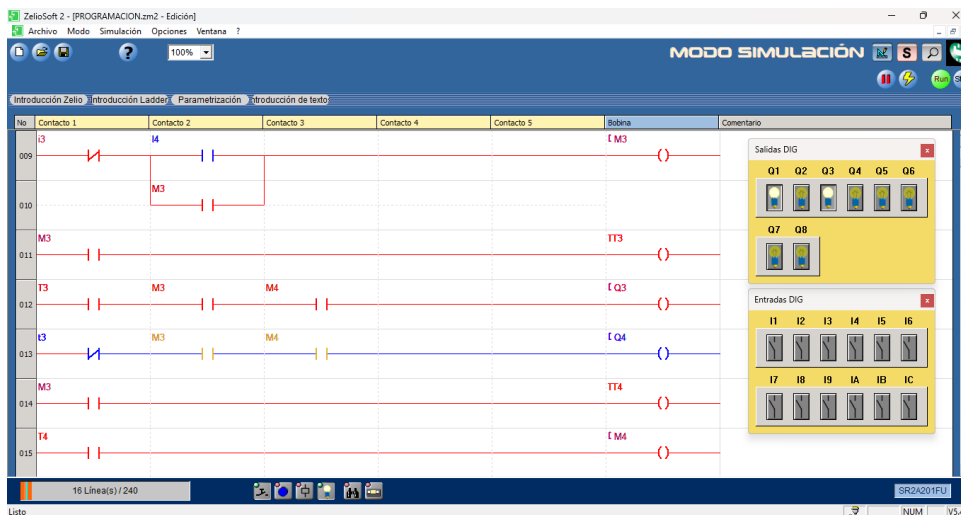 ZelioSoft 2 - [PROGRAMACION.zm2 - Edición]
Archivo Modo Simulación Opciones Ventana ?
100%
MODO SIMULACIÓN
S
Run
Introducción Zelio
Introducción Ladder
Parametrización
No Contacto 1 Contacto 2 Contacto 3 Contacto 4 Contacto 5 Bobina Comentario
i3 I4 [ M3
009
M3
010
M3 TT3
011
T3 M3 M4 [ Q3
012
t3 M3 M4 [ Q4
013
M3 TT4
014
T4 [ M4
015
Salidas DIG x
Q1 Q2 Q3 Q4 Q5 Q6
Q7 Q8
Entradas DIG x
I1 I2 I3 I4 I5 I6
I7 I8 I9 IA IB IC
16 Línea(s) / 240
SR2A201FU
Listo
NUM